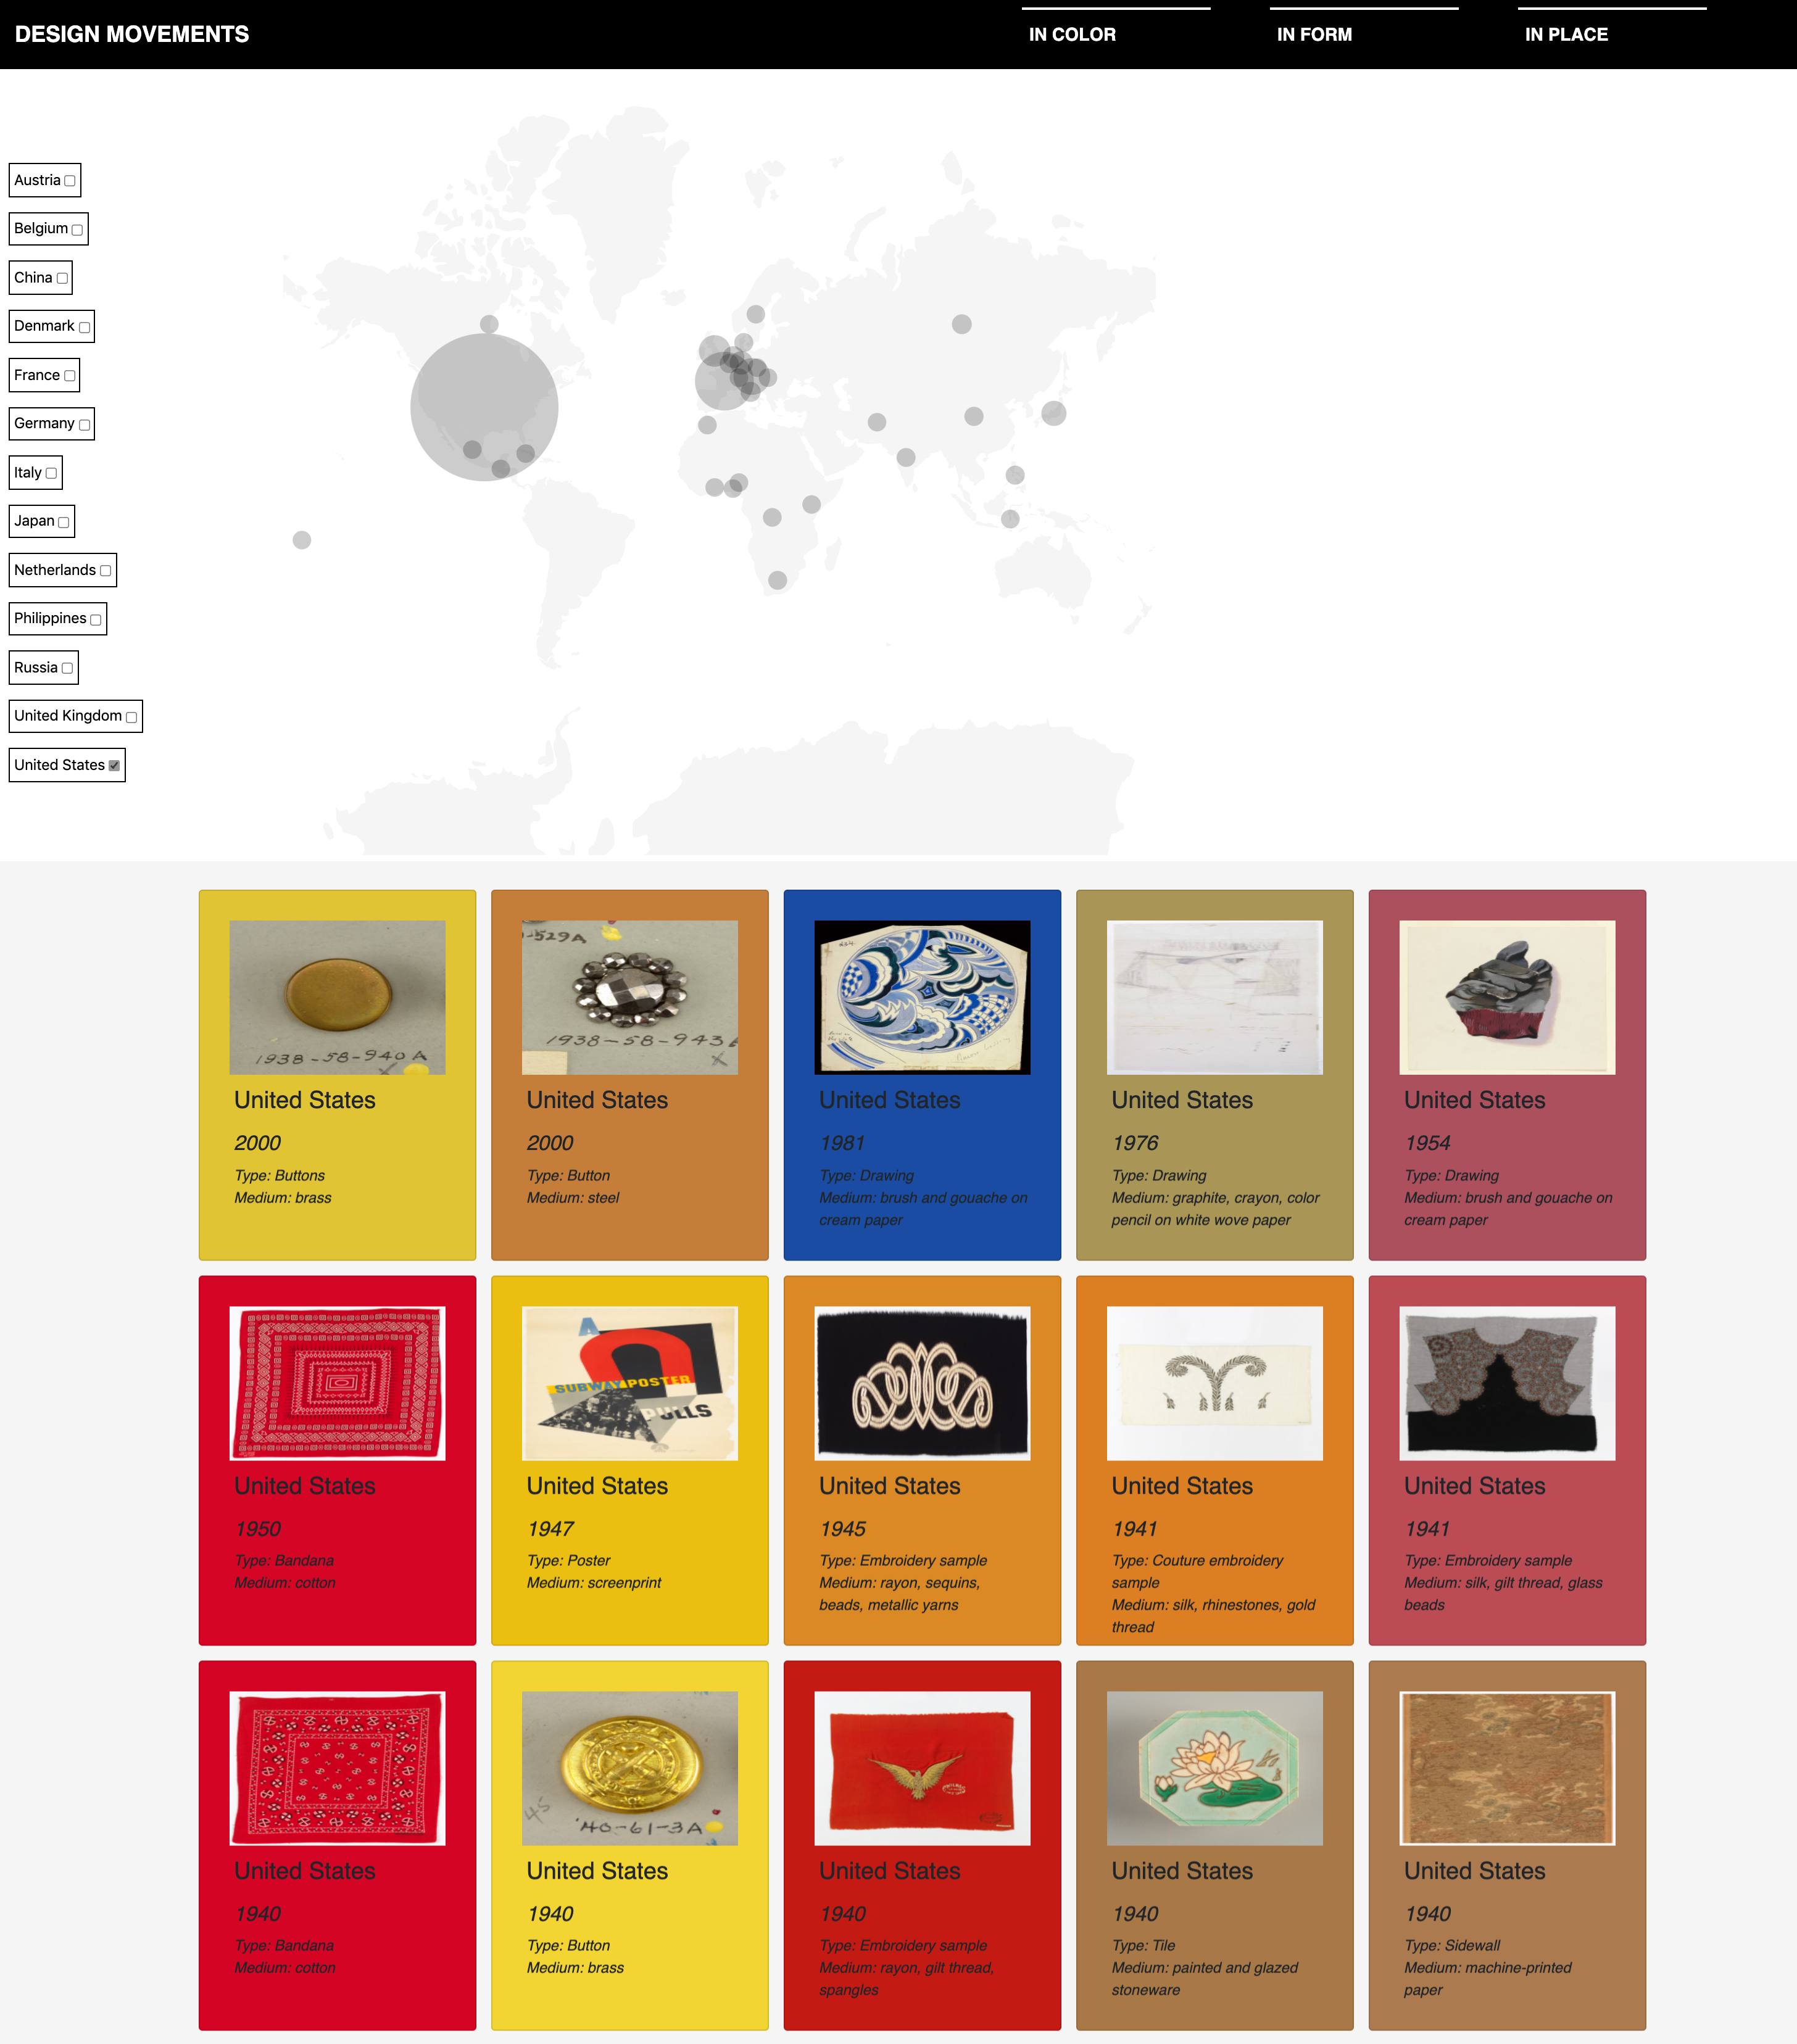 DESIGN MOVEMENTS
IN COLOR
IN FORM
IN PLACE
Austria
Belgium
China
Denmark
France
Germany
Italy
Japan
Netherlands
Philippines
Russia
United Kingdom
United States
-529A
1938-58-940A
X
1938-58-943
X
United States
2000
Type: Buttons
Medium: brass
United States
2000
Type: Button
Medium: steel
United States
1981
Type: Drawing
Medium: brush and gouache on
cream paper
United States
1976
Type: Drawing
Medium: graphite, crayon, color
pencil on white wove paper
United States
1954
Type: Drawing
Medium: brush and gouache on
cream paper
A
SUBWAY POSTER
PULLS
United States
1950
Type: Bandana
Medium: cotton
United States
1947
Type: Poster
Medium: screenprint
United States
1945
Type: Embroidery sample
Medium: rayon, sequins,
beads, metallic yarns
United States
1941
Type: Couture embroidery
sample
Medium: silk, rhinestones, gold
thread
United States
1941
Type: Embroidery sample
Medium: silk, gilt thread, glass
beads
45
'40-61-3A
United States
1940
Type: Bandana
Medium: cotton
United States
1940
Type: Button
Medium: brass
United States
1940
Type: Embroidery sample
Medium: rayon, gilt thread,
spangles
United States
1940
Type: Tile
Medium: painted and glazed
stoneware
United States
1940
Type: Sidewall
Medium: machine-printed
paper